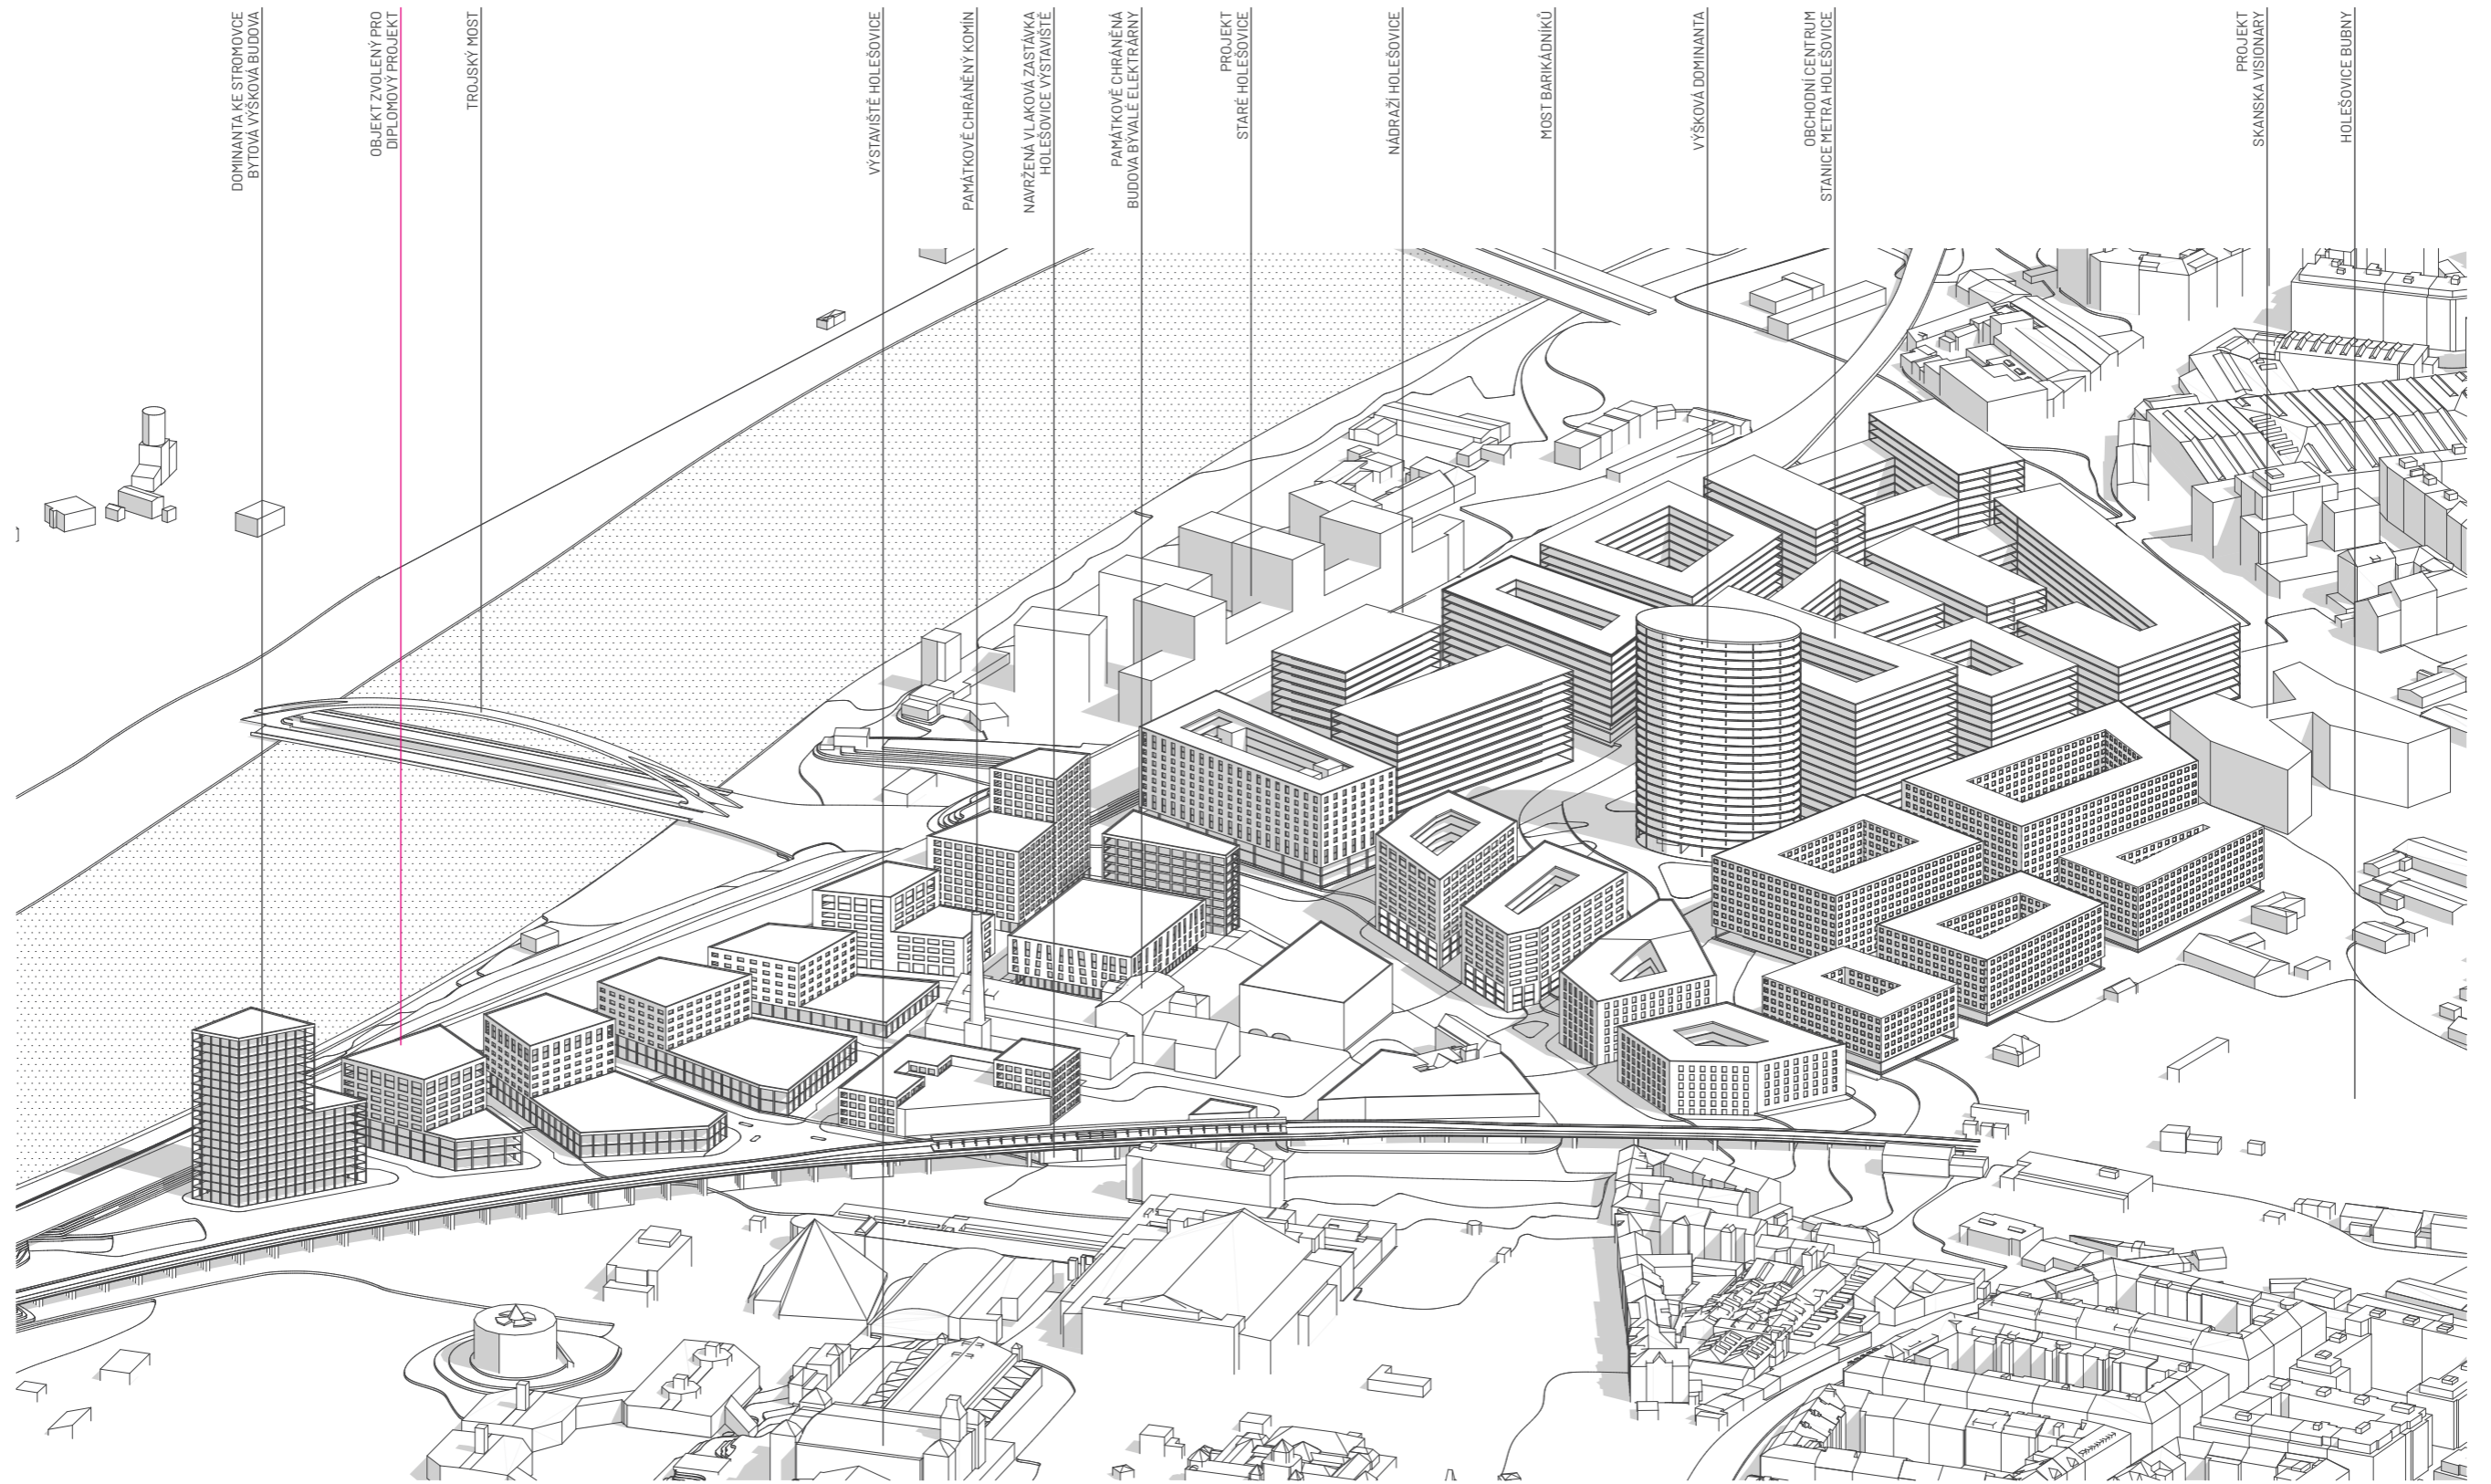 DOMINANTA KE STROMOVCE
BYTOVÁ VÝŠKOVÁ BUDOVA
OBJEKT ZVOLENÝ PRO
DIPLOMOVÝ PROJEKT
TROJSKÝ MOST
VÝSTAVIŠTĚ HOLEŠOVICE
PAMÁTKOVĚ CHRÁNĚNÝ KOMÍN
NAVRŽENÁ VLAKOVÁ ZASTÁVKA
HOLEŠOVICE VÝSTAVIŠTĚ
PAMÁTKOVĚ CHRÁNĚNÁ
BUDOVA BÝVALÉ ELEKTRÁRNY
PROJEKT
STARÉ HOLEŠOVICE
NÁDRAŽÍ HOLEŠOVICE
MOST BARIKÁDNÍKŮ
VÝŠKOVÁ DOMINANTA
OBCHODNÍ CENTRUM
STANICE METRA HOLEŠOVICE
PROJEKT
SKANSKA VISIONARY
HOLEŠOVICE BUBNY